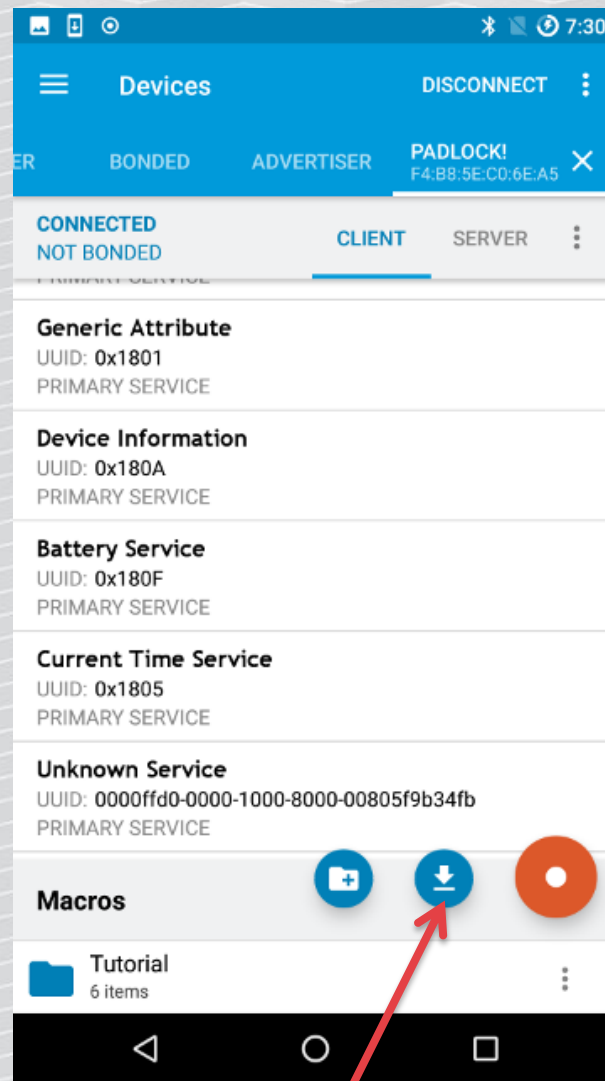 7:30
Devices
DISCONNECT
ER BONDED ADVERTISER PADLOCK!
F4:B8:5E:C0:6E:A5
CONNECTED
NOT BONDED
CLIENT SERVER
PRIMARY SERVICE
Generic Attribute
UUID: 0x1801
PRIMARY SERVICE
Device Information
UUID: 0x180A
PRIMARY SERVICE
Battery Service
UUID: 0x180F
PRIMARY SERVICE
Current Time Service
UUID: 0x1805
PRIMARY SERVICE
Unknown Service
UUID: 0000ffd0-0000-1000-8000-00805f9b34fb
PRIMARY SERVICE
Macros
Tutorial
6 items